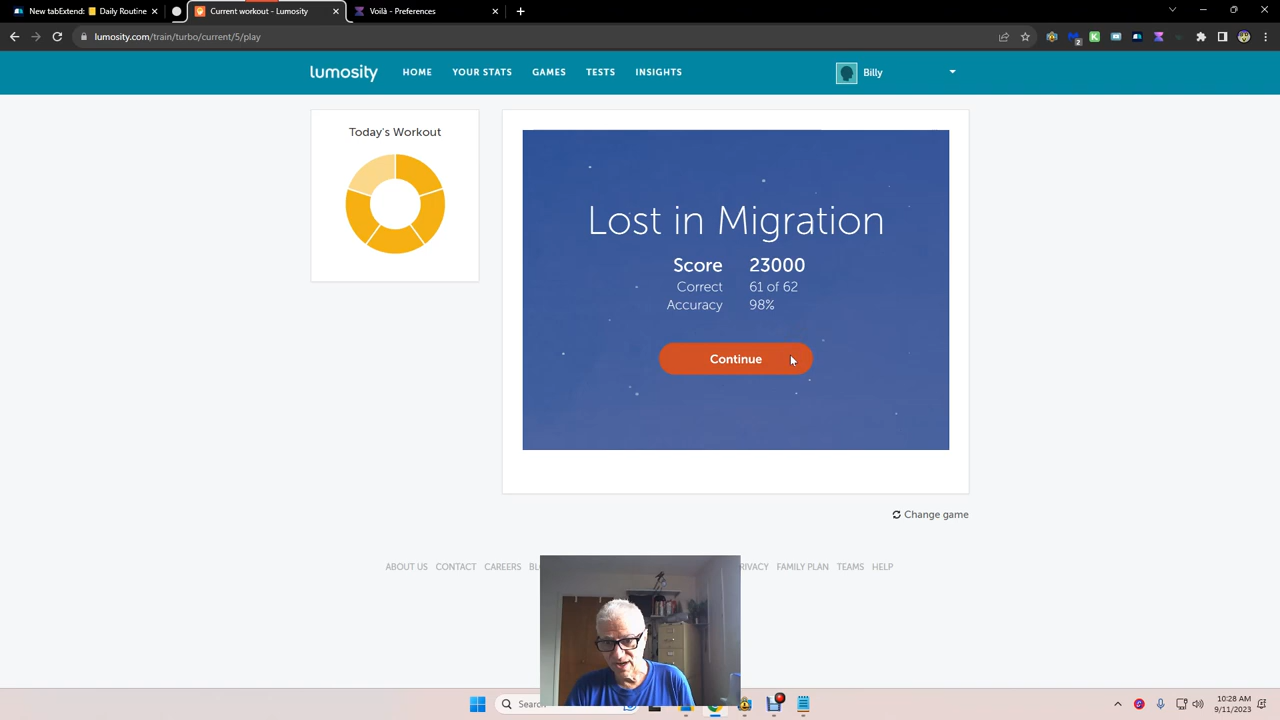 New tabExtend: Daily Routine
Current workout - Lumosity
Voilà - Preferences
lumosity.com/train/turbo/current/5/play
2
lumosity
HOME
YOUR STATS
GAMES
TESTS
INSIGHTS
Billy
Today's Workout
Lost in Migration
Score 23000
Correct 61 of 62
Accuracy 98%
Continue
Change game
ABOUT US
CONTACT
CAREERS
FAMILY PLAN
TEAMS
HELP
10:28 AM
9/11/2023